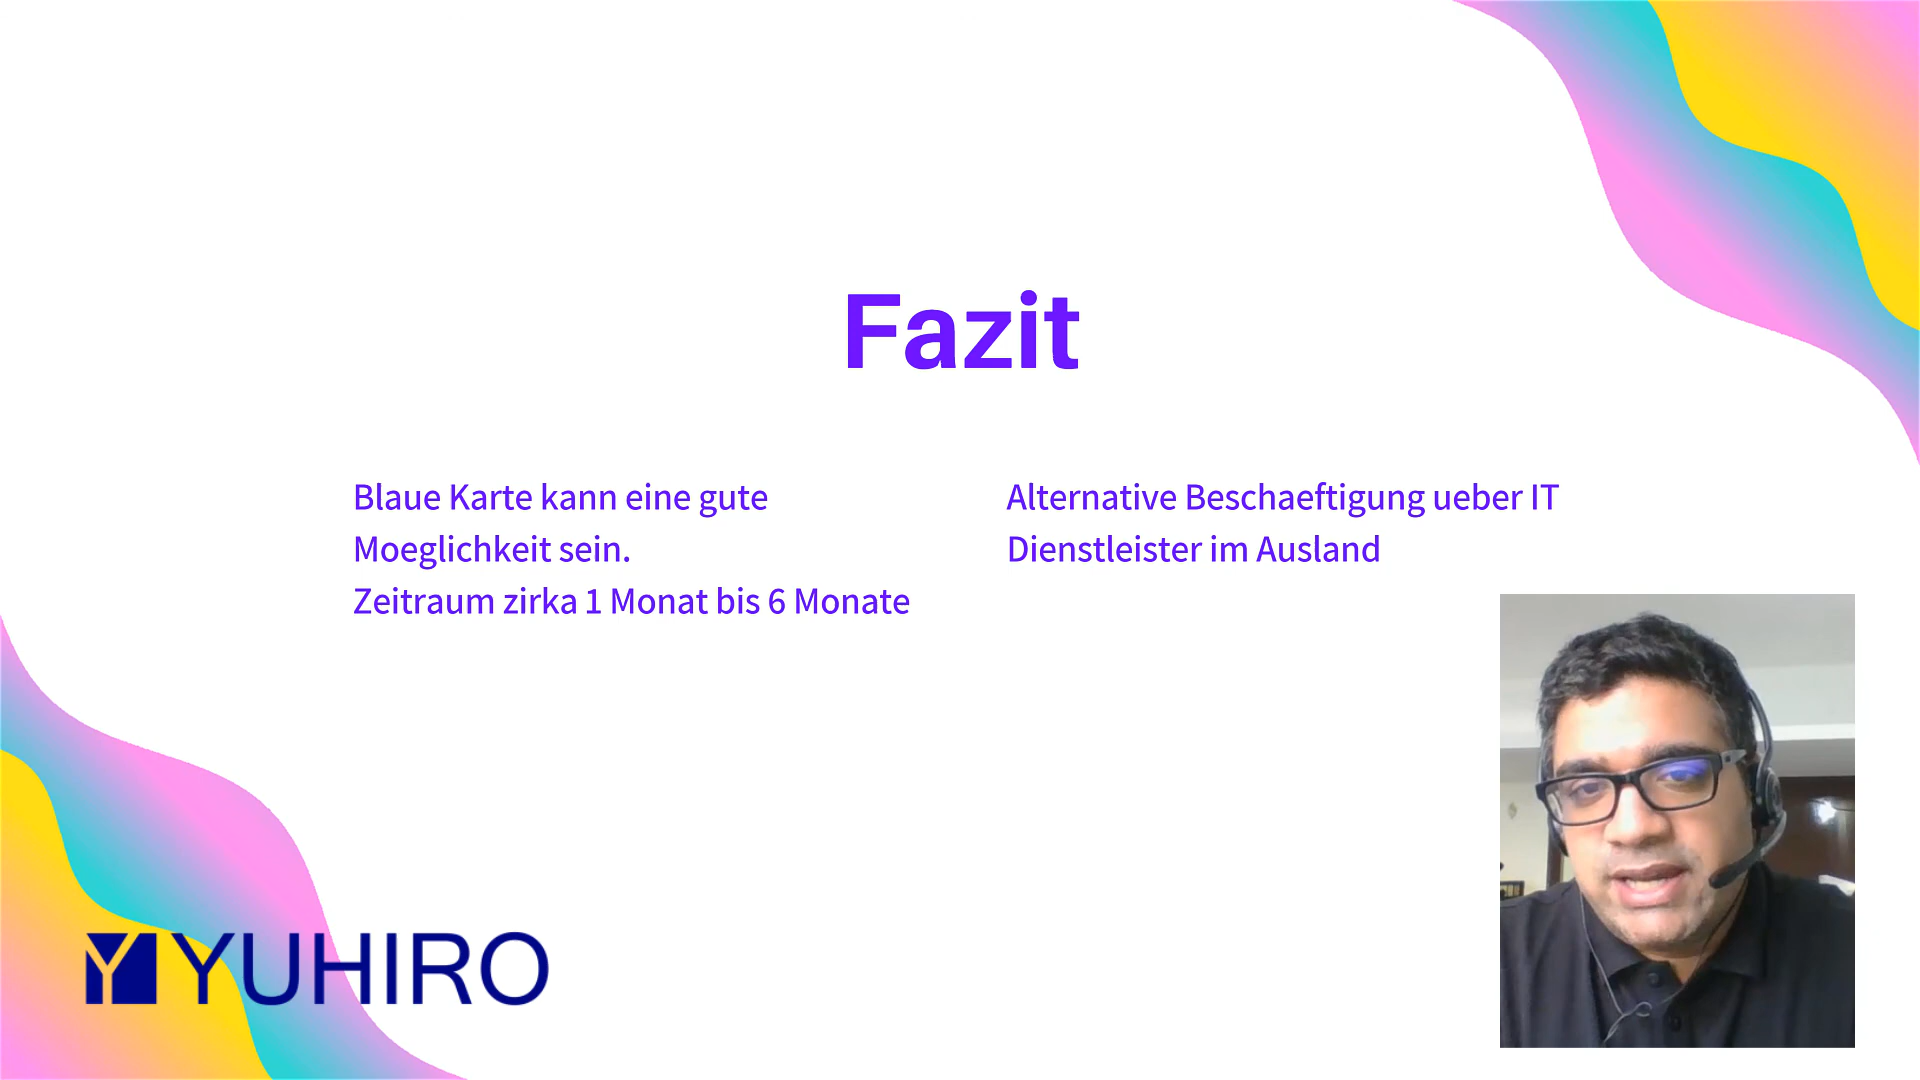 Fazit
Blaue Karte kann eine gute
Moeglichkeit sein.
Zeitraum zirka 1 Monat bis 6 Monate
Alternative Beschaeftigung ueber IT
Dienstleister im Ausland
YUHIRO